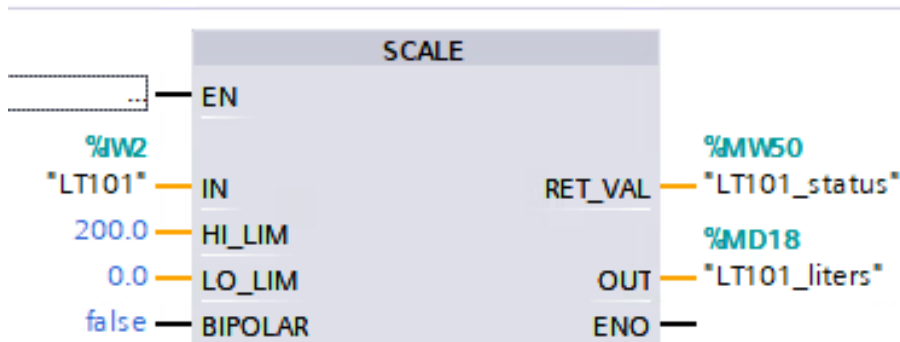 SCALE
... EN
%IW2 %MW50
"LT101" IN RET_VAL "LT101_status"
200.0 HI_LIM %MD18
0.0 LO_LIM OUT "LT101_liters"
false BIPOLAR ENO